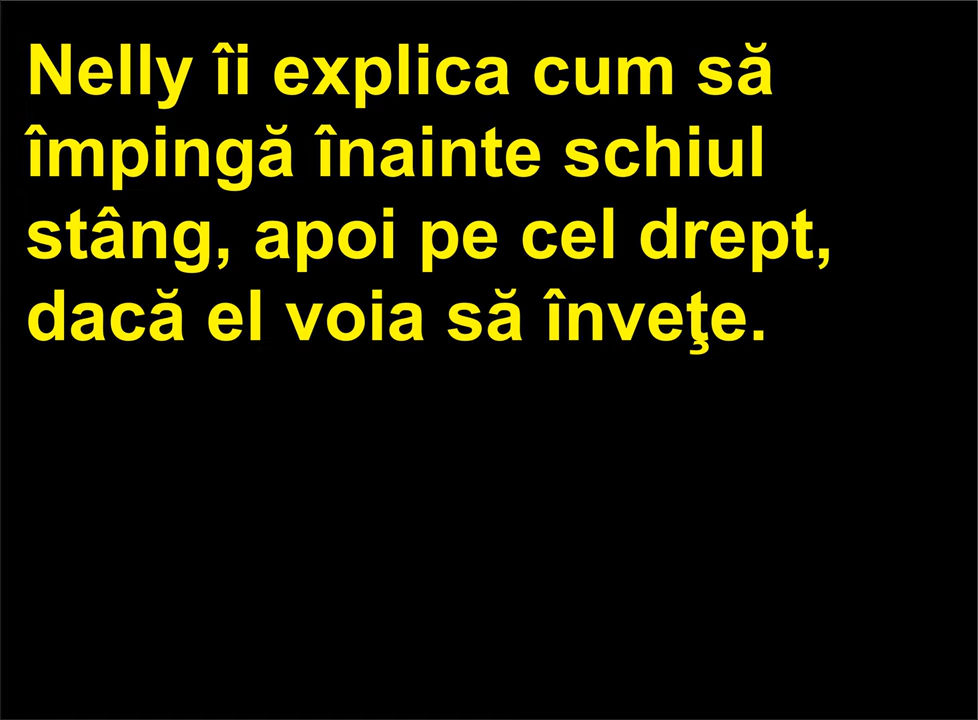 Nelly îi explica cum să
împingă înainte schiul
stâng, apoi pe cel drept,
dacă el voia să înveţe.